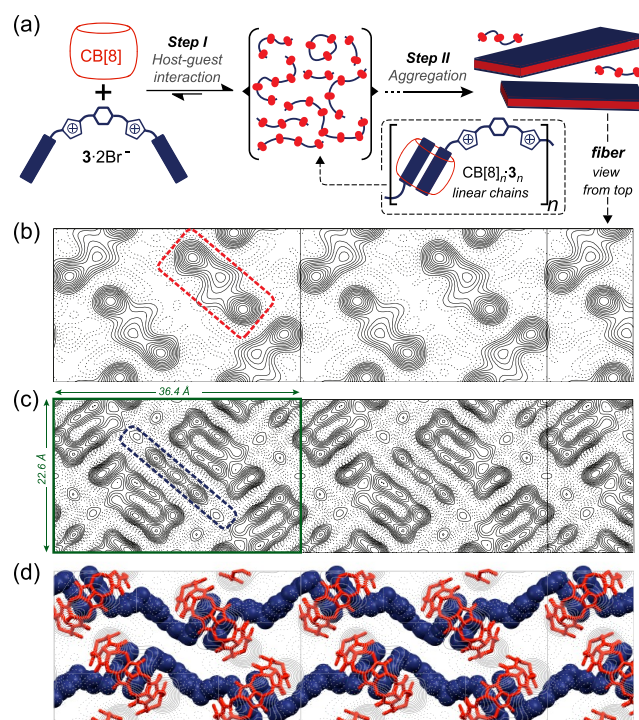 (a)
CB[8]
+
3·2Br⁻
Step I
Host-guest
interaction
Step II
Aggregation
CB[8]n·3n
linear chains
n
fiber
view
from top
(b)
(c)
36.4 Å
22.6 Å
(d)